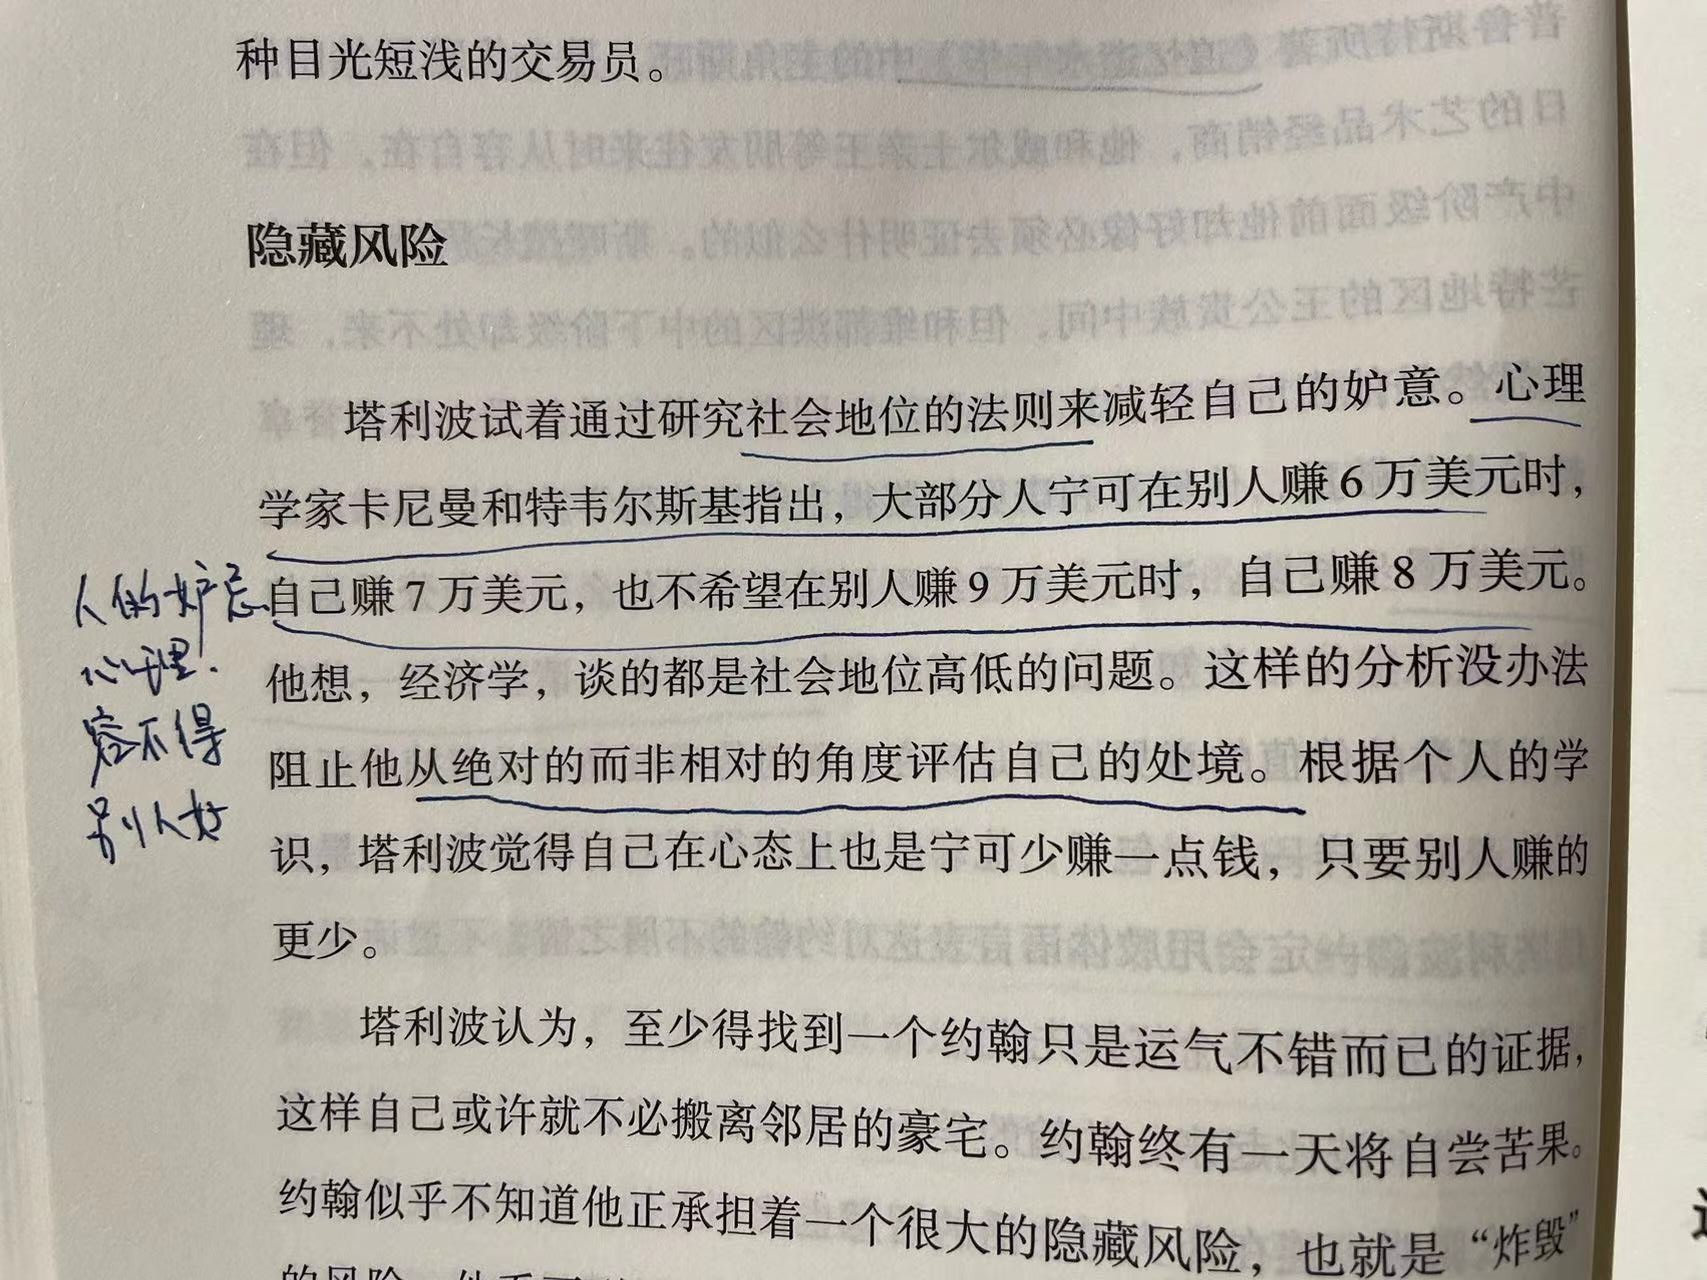 种目光短浅的交易员。
隐藏风险
塔利波试着通过研究社会地位的法则来减轻自己的妒意。心理
学家卡尼曼和特韦尔斯基指出，大部分人宁可在别人赚6万美元时，
自己赚7万美元，也不希望在别人赚9万美元时，自己赚8万美元。
他想，经济学，谈的都是社会地位高低的问题。这样的分析没办法
阻止他从绝对的而非相对的角度评估自己的处境。根据个人的学
识，塔利波觉得自己在心态上也是宁可少赚一点钱，只要别人赚的
更少。
塔利波认为，至少得找到一个约翰只是运气不错而已的证据，
这样自己或许就不必搬离邻居的豪宅。约翰终有一天将自尝苦果。
约翰似乎不知道他正承担着一个很大的隐藏风险，也就是“炸毁”
的风险
人的妒忌
心理.
容不得
别人好